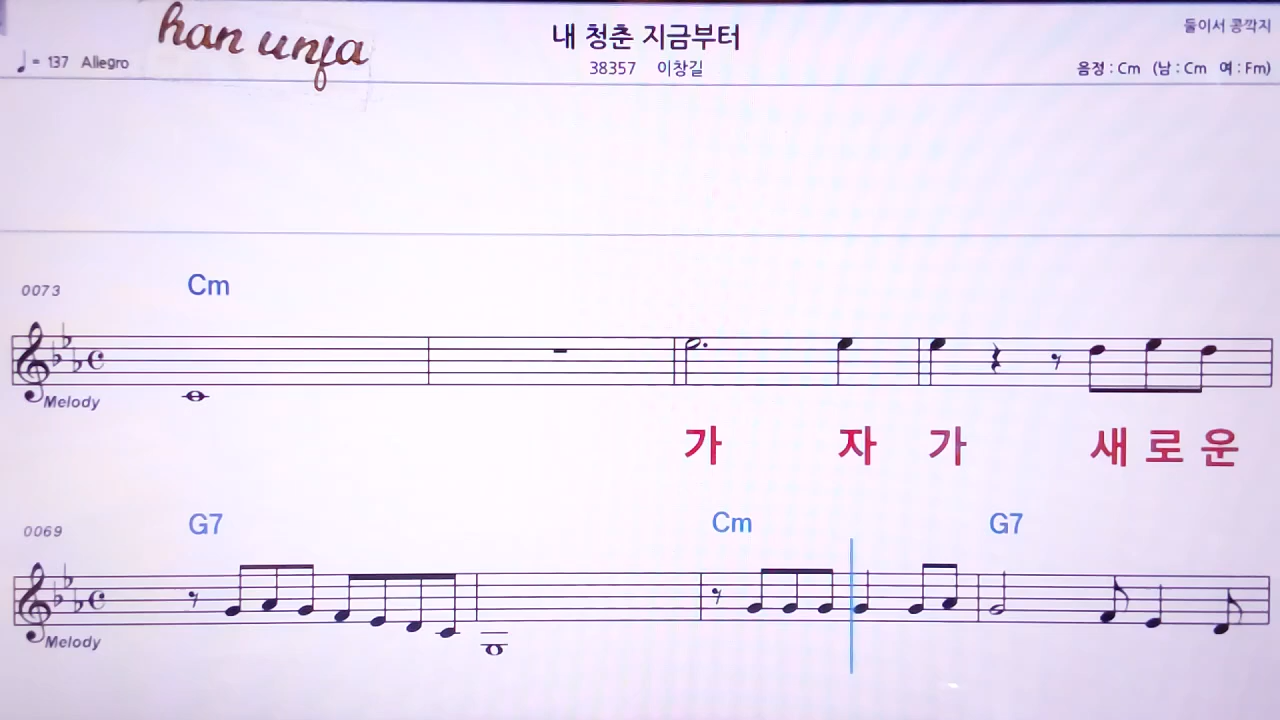 han unja
내 청춘 지금부터
둘이서 콩깍지
♩= 137 Allegro
38357 이창길
음정 : Cm (남 : Cm 여 : Fm)
0073 Cm
Melody
가 자 가 새 로 운
0069 G7 Cm G7
Melody